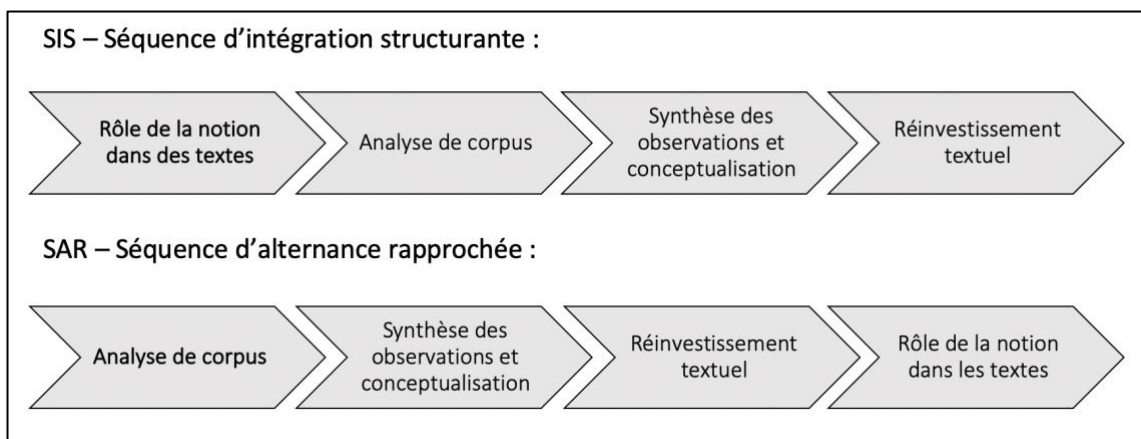 SIS – Séquence d'intégration structurante :
Rôle de la notion
dans des textes
Analyse de corpus
Synthèse des
observations et
conceptualisation
Réinvestissement
textuel
SAR – Séquence d'alternance rapprochée :
Analyse de corpus
Synthèse des
observations et
conceptualisation
Réinvestissement
textuel
Rôle de la notion
dans les textes